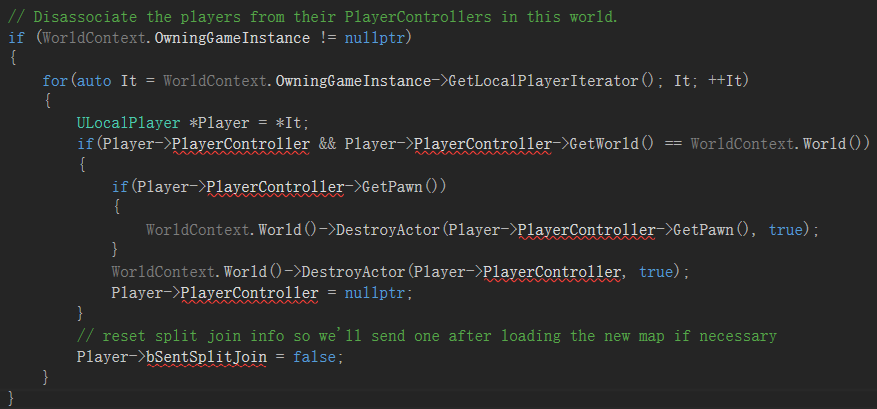 // Disassociate the players from their PlayerControllers in this world.
if (WorldContext.OwningGameInstance != nullptr)
{
    for(auto It = WorldContext.OwningGameInstance->GetLocalPlayerIterator(); It; ++It)
    {
        ULocalPlayer *Player = *It;
        if(Player->PlayerController && Player->PlayerController->GetWorld() == WorldContext.World())
        {
            if(Player->PlayerController->GetPawn())
            {
                WorldContext.World()->DestroyActor(Player->PlayerController->GetPawn(), true);
            }
            WorldContext.World()->DestroyActor(Player->PlayerController, true);
            Player->PlayerController = nullptr;
        }
        // reset split join info so we'll send one after loading the new map if necessary
        Player->bSentSplitJoin = false;
    }
}